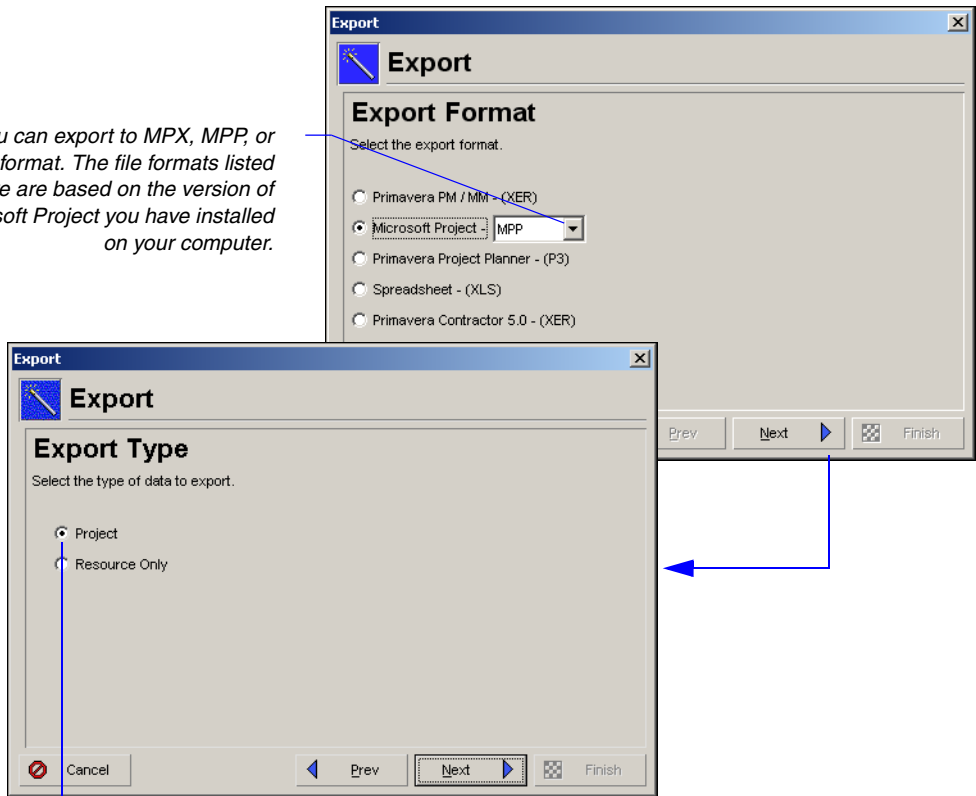 Export
Export
Export Format
Select the export format.
u can export to MPX, MPP, or
format. The file formats listed
e are based on the version of
soft Project you have installed
on your computer.
Primavera PM / MM - (XER)
Microsoft Project - MPP
Primavera Project Planner - (P3)
Spreadsheet - (XLS)
Primavera Contractor 5.0 - (XER)
Prev Next Finish
Export
Export
Export Type
Select the type of data to export.
Project
Resource Only
Cancel Prev Next Finish